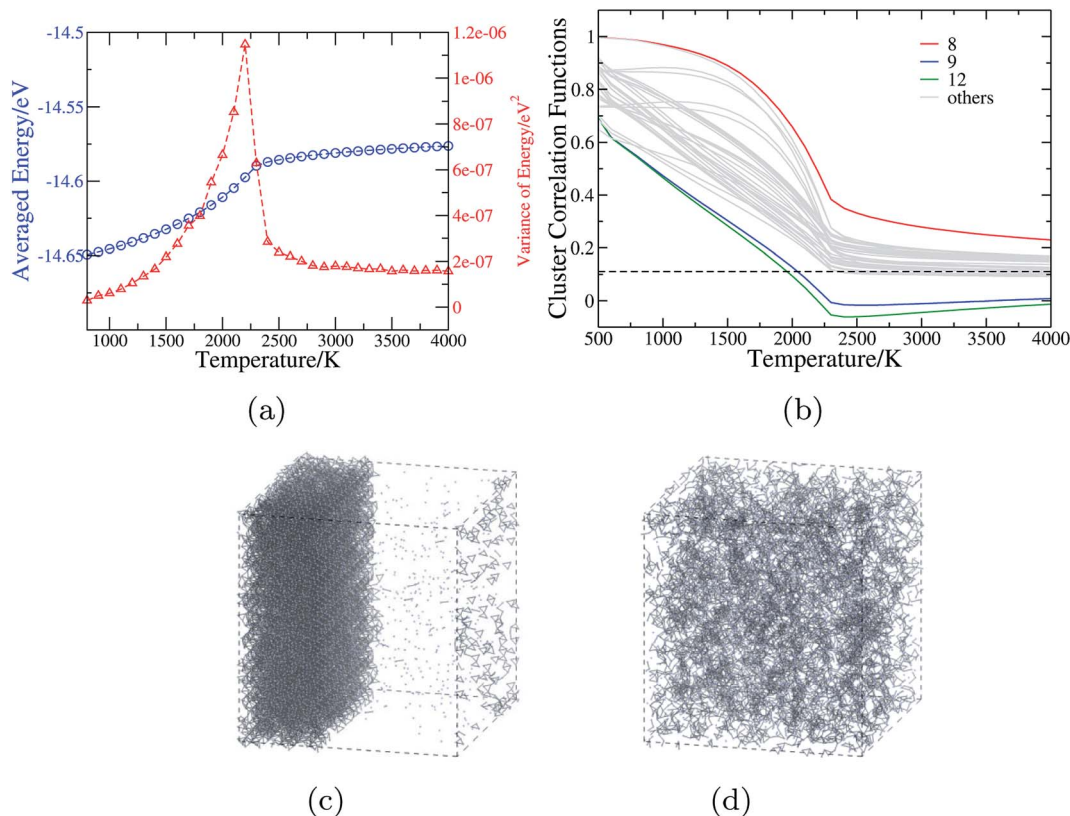 -14.5
-14.55
-14.6
-14.65
Averaged Energy/eV
1000 1500 2000 2500 3000 3500 4000
Temperature/K
1.2e-06
1e-06
8e-07
6e-07
4e-07
2e-07
0
Variance of Energy/eV²
(a)
1
0.8
0.6
0.4
0.2
0
Cluster Correlation Functions
8
9
12
others
500 1000 1500 2000 2500 3000 3500 4000
Temperature/K
(b)
(c)
(d)